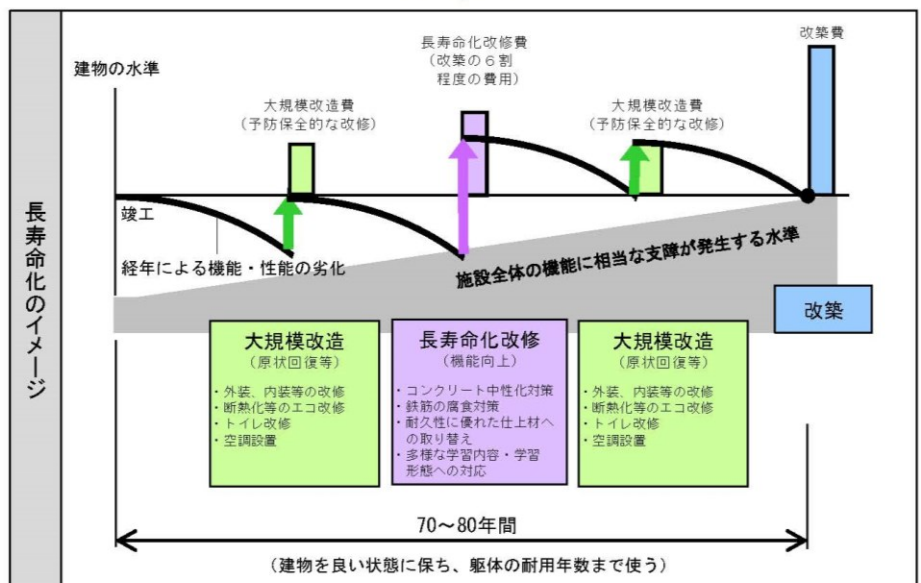 長寿命化のイメージ
建物の水準
大規模改造費
（予防保全的な改修）
長寿命化改修費
（改築の６割
程度の費用）
大規模改造費
（予防保全的な改修）
改築費
竣工
経年による機能・性能の劣化
施設全体の機能に相当な支障が発生する水準
大規模改造
（原状回復等）
・外装、内装等の改修
・断熱化等のエコ改修
・トイレ改修
・空調設置
長寿命化改修
（機能向上）
・コンクリート中性化対策
・鉄筋の腐食対策
・耐久性に優れた仕上材へ
の取り替え
・多様な学習内容・学習
形態への対応
大規模改造
（原状回復等）
・外装、内装等の改修
・断熱化等のエコ改修
・トイレ改修
・空調設置
改築
70～80年間
（建物を良い状態に保ち、躯体の耐用年数まで使う）